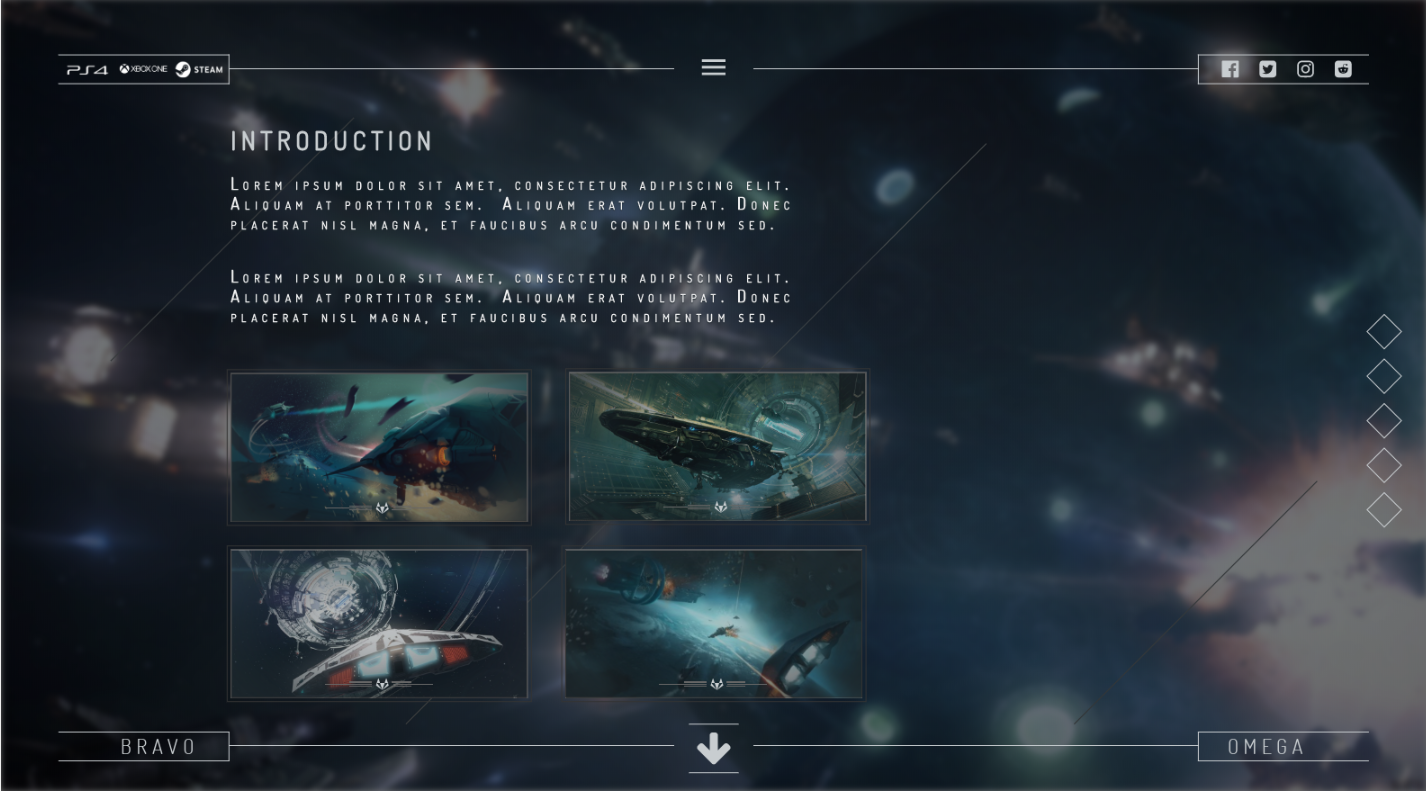 PS4 XBOX ONE STEAM
INTRODUCTION
Lorem ipsum dolor sit amet, consectetur adipiscing elit.
Aliquam at porttitor sem. Aliquam erat volutpat. Donec
placerat nisl magna, et faucibus arcu condimentum sed.
Lorem ipsum dolor sit amet, consectetur adipiscing elit.
Aliquam at porttitor sem. Aliquam erat volutpat. Donec
placerat nisl magna, et faucibus arcu condimentum sed.
BRAVO
OMEGA